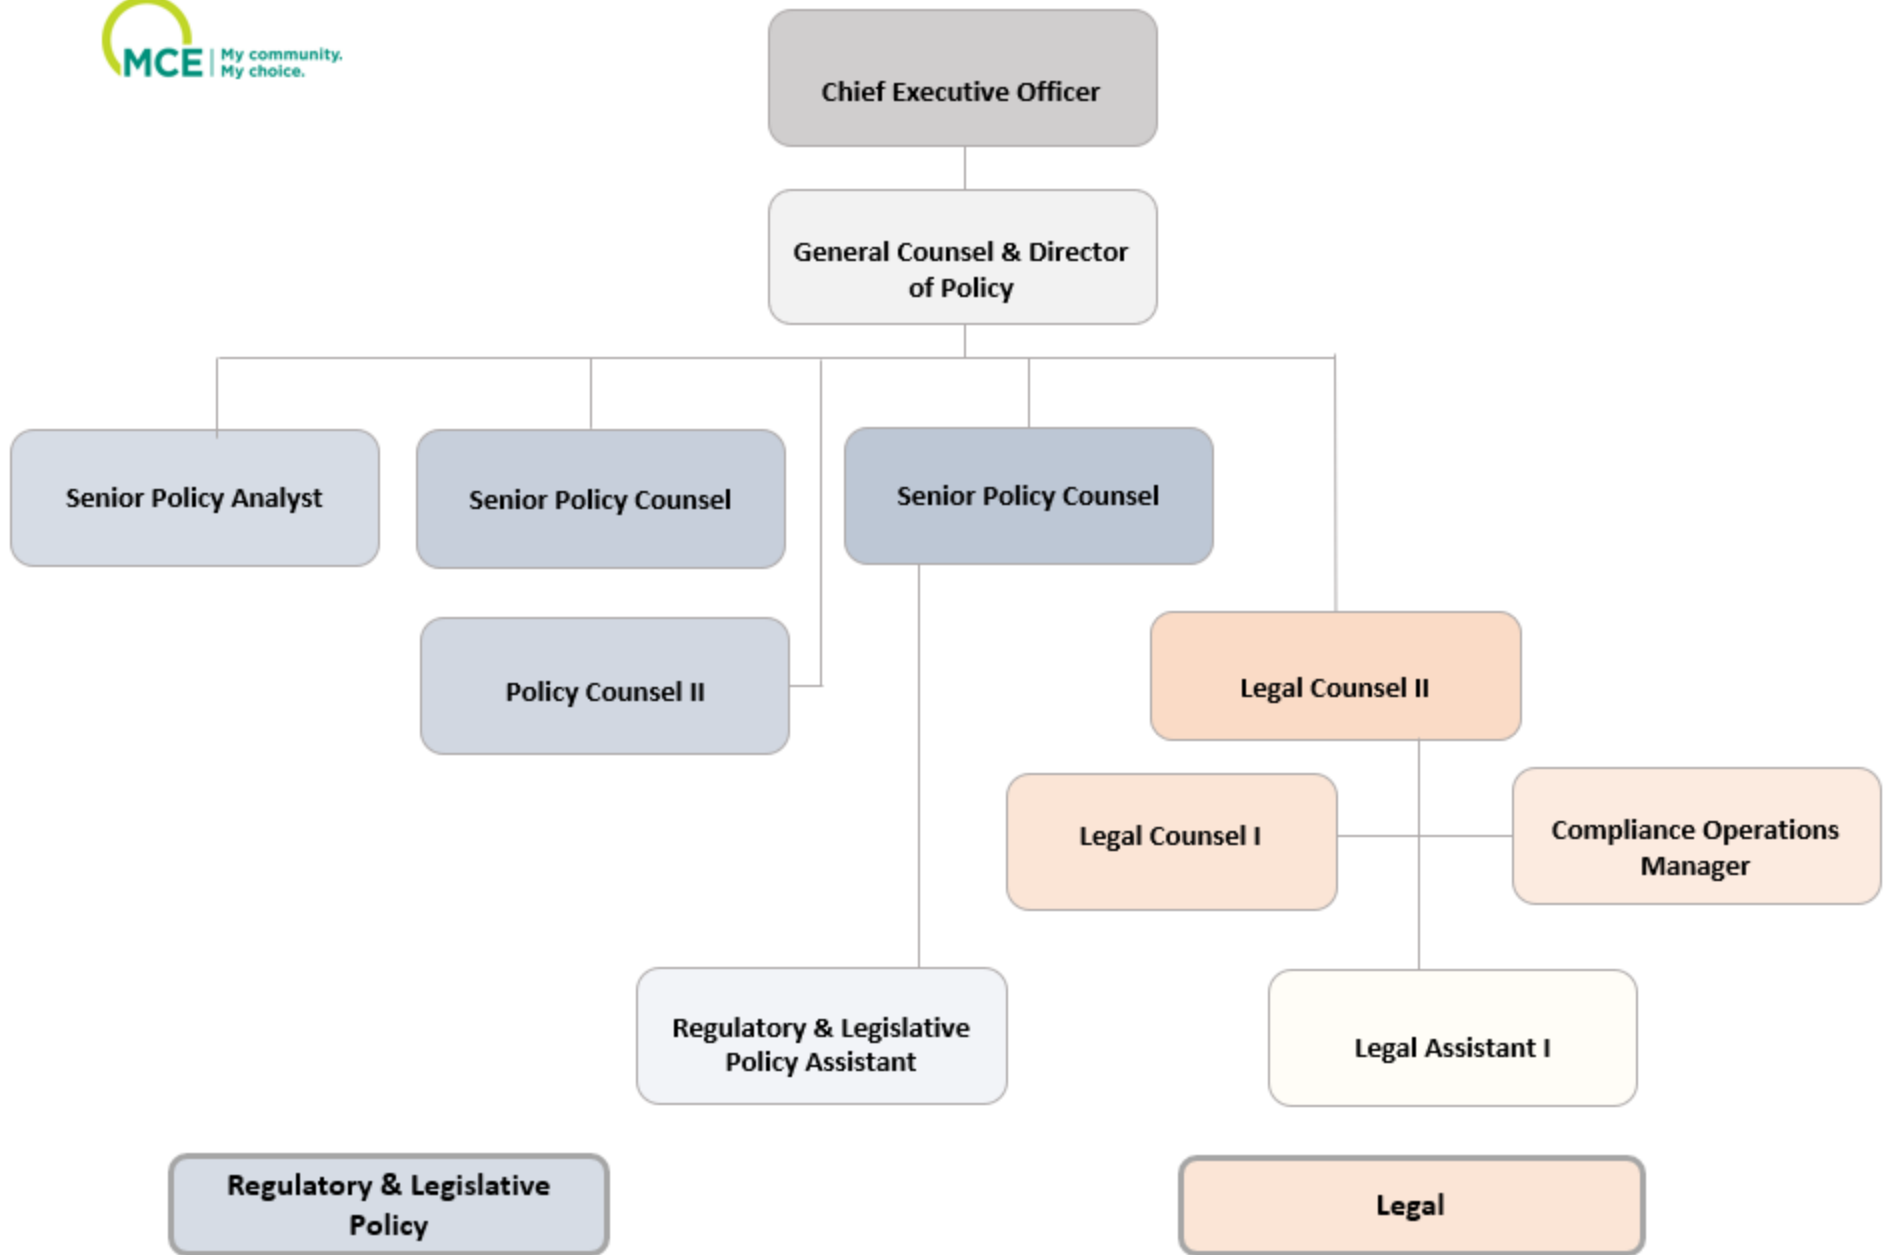 MCE | My community.
My choice.
Chief Executive Officer
General Counsel & Director
of Policy
Senior Policy Analyst
Senior Policy Counsel
Senior Policy Counsel
Policy Counsel II
Legal Counsel II
Legal Counsel I
Compliance Operations
Manager
Regulatory & Legislative
Policy Assistant
Legal Assistant I
Regulatory & Legislative
Policy
Legal